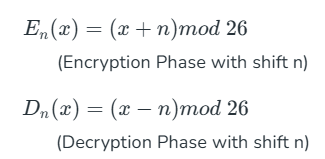 Eₙ(x) = (x + n)mod 26
(Encryption Phase with shift n)
Dₙ(x) = (x − n)mod 26
(Decryption Phase with shift n)